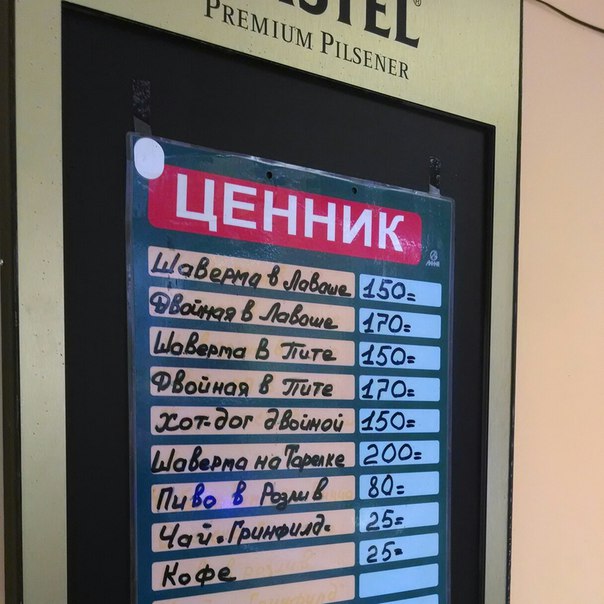 STEL®
PREMIUM PILSENER
ЦЕННИК
Шаверма в Лаваше 150=
Двойная в Лаваше 170=
Шаверма в Пите 150=
Двойная в Пите 170=
Хот-дог двойной 150=
Шаверма на Тарелке 200=
Пиво в Розлив 80=
Чай "Гринфилд" 25=
Кофе 25=